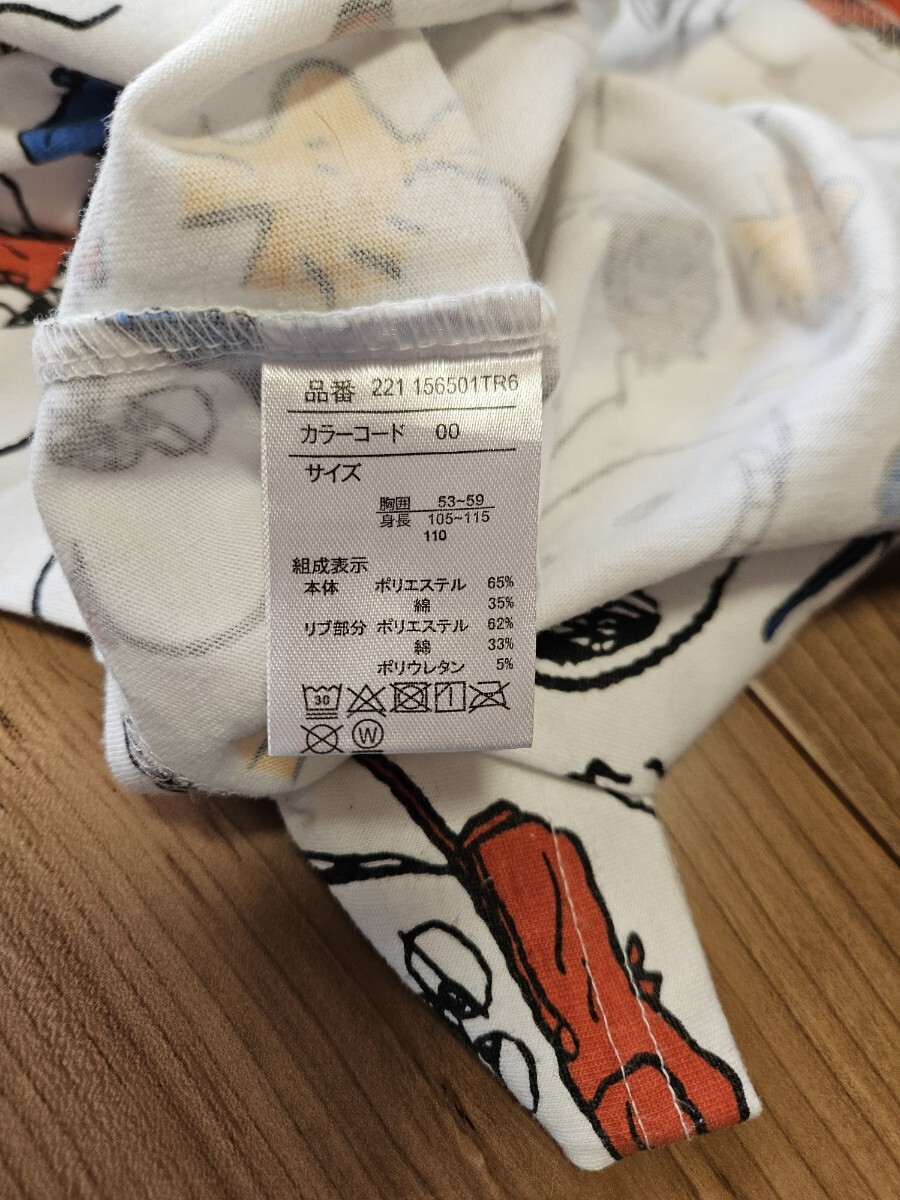 品番 221 156501TR6
カラーコード 00
サイズ
胸囲 53~59
身長 105~115
110
組成表示
本体 ポリエステル 65%
綿 35%
リブ部分 ポリエステル 62%
綿 33%
ポリウレタン 5%
30
W